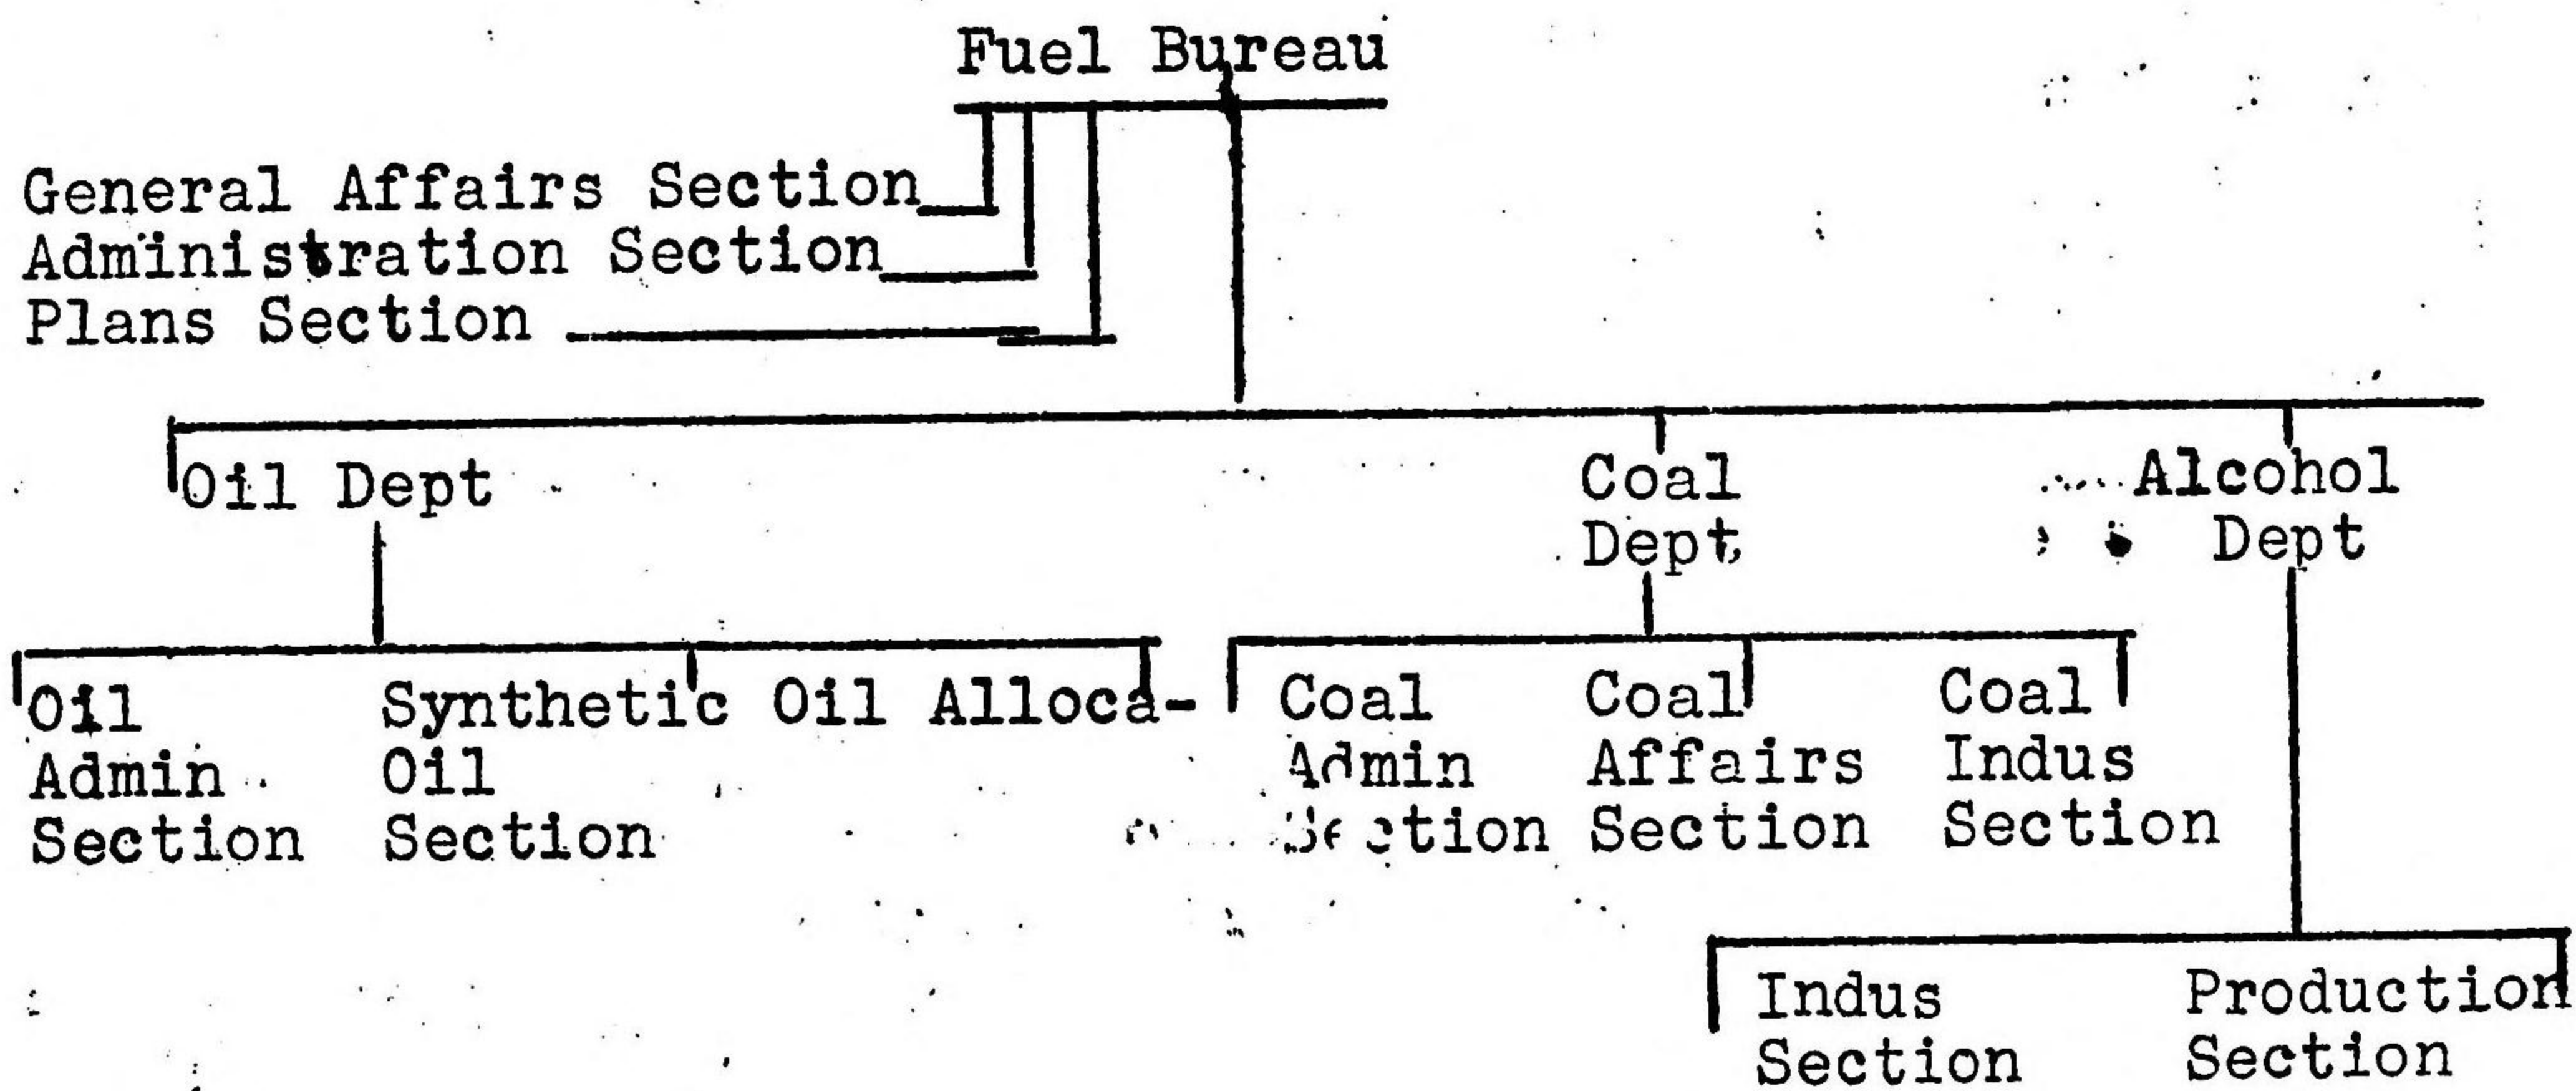 Fuel Bureau
General Affairs Section
Administration Section
Plans Section
Oil Dept
Coal
Dept
Alcohol
Dept
Oil
Admin
Section
Synthetic
Oil
Section
Oil Alloca-
Coal
Admin
Section
Coal
Affairs
Section
Coal
Indus
Section
Indus
Section
Production
Section